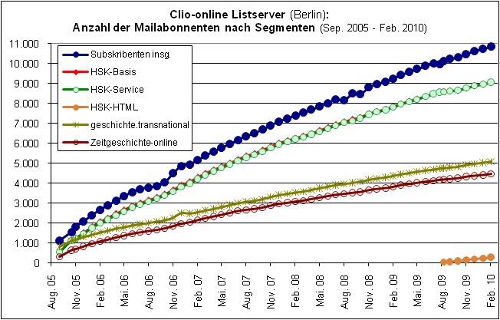 Clio-online Listserver (Berlin):
Anzahl der Mailabonnenten nach Segmenten (Sep. 2005 - Feb. 2010)
11.000
10.000
9.000
8.000
7.000
6.000
5.000
4.000
3.000
2.000
1.000
0
Subskribenten insg.
HSK-Basis
HSK-Service
HSK-HTML
geschichte.transnational
Zeitgeschichte-online
Aug. 05
Nov. 05
Feb. 06
Mai. 06
Aug. 06
Nov. 06
Feb. 07
Mai. 07
Aug. 07
Nov. 07
Feb. 08
Mai. 08
Aug. 08
Nov. 08
Feb. 09
Mai. 09
Aug. 09
Nov. 09
Feb. 10